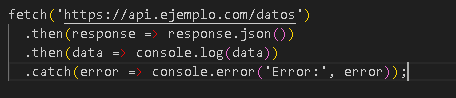 fetch('https://api.ejemplo.com/datos')
  .then(response => response.json())
  .then(data => console.log(data))
  .catch(error => console.error('Error:', error));